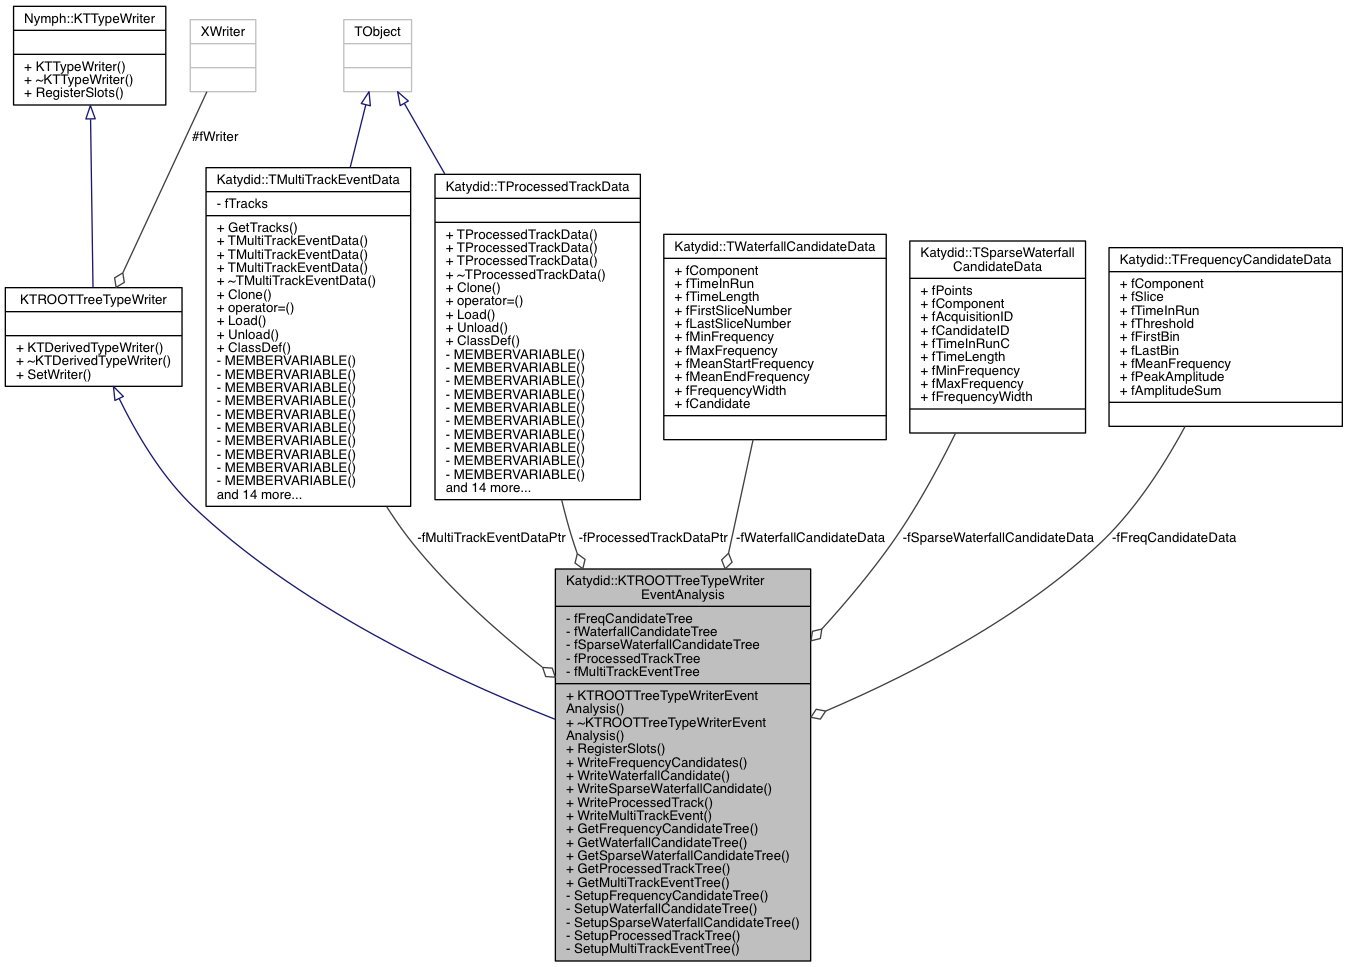 Nymph::KTTypeWriter
+ KTTypeWriter()
+ ~KTTypeWriter()
+ RegisterSlots()
XWriter
TObject
#fWriter
KTROOTTreeTypeWriter
+ KTDerivedTypeWriter()
+ ~KTDerivedTypeWriter()
+ SetWriter()
Katydid::TMultiTrackEventData
- fTracks
+ GetTracks()
+ TMultiTrackEventData()
+ TMultiTrackEventData()
+ TMultiTrackEventData()
+ ~TMultiTrackEventData()
+ Clone()
+ operator=()
+ Load()
+ Unload()
+ ClassDef()
- MEMBERVARIABLE()
- MEMBERVARIABLE()
- MEMBERVARIABLE()
- MEMBERVARIABLE()
- MEMBERVARIABLE()
- MEMBERVARIABLE()
- MEMBERVARIABLE()
- MEMBERVARIABLE()
- MEMBERVARIABLE()
- MEMBERVARIABLE()
and 14 more...
Katydid::TProcessedTrackData
+ TProcessedTrackData()
+ TProcessedTrackData()
+ TProcessedTrackData()
+ ~TProcessedTrackData()
+ Clone()
+ operator=()
+ Load()
+ Unload()
+ ClassDef()
- MEMBERVARIABLE()
- MEMBERVARIABLE()
- MEMBERVARIABLE()
- MEMBERVARIABLE()
- MEMBERVARIABLE()
- MEMBERVARIABLE()
- MEMBERVARIABLE()
- MEMBERVARIABLE()
- MEMBERVARIABLE()
- MEMBERVARIABLE()
and 14 more...
Katydid::TWaterfallCandidateData
+ fComponent
+ fTimeInRun
+ fTimeLength
+ fFirstSliceNumber
+ fLastSliceNumber
+ fMinFrequency
+ fMaxFrequency
+ fMeanStartFrequency
+ fMeanEndFrequency
+ fFrequencyWidth
+ fCandidate
Katydid::TSparseWaterfall
CandidateData
+ fPoints
+ fComponent
+ fAcquisitionID
+ fCandidateID
+ fTimeInRunC
+ fTimeLength
+ fMinFrequency
+ fMaxFrequency
+ fFrequencyWidth
Katydid::TFrequencyCandidateData
+ fComponent
+ fSlice
+ fTimeInRun
+ fThreshold
+ fFirstBin
+ fLastBin
+ fMeanFrequency
+ fPeakAmplitude
+ fAmplitudeSum
-fMultiTrackEventDataPtr
-fProcessedTrackDataPtr
-fWaterfallCandidateData
-fSparseWaterfallCandidateData
-fFreqCandidateData
Katydid::KTROOTTreeTypeWriter
EventAnalysis
- fFreqCandidateTree
- fWaterfallCandidateTree
- fSparseWaterfallCandidateTree
- fProcessedTrackTree
- fMultiTrackEventTree
+ KTROOTTreeTypeWriterEvent
Analysis()
+ ~KTROOTTreeTypeWriterEvent
Analysis()
+ RegisterSlots()
+ WriteFrequencyCandidates()
+ WriteWaterfallCandidate()
+ WriteSparseWaterfallCandidate()
+ WriteProcessedTrack()
+ WriteMultiTrackEvent()
+ GetFrequencyCandidateTree()
+ GetWaterfallCandidateTree()
+ GetSparseWaterfallCandidateTree()
+ GetProcessedTrackTree()
+ GetMultiTrackEventTree()
- SetupFrequencyCandidateTree()
- SetupWaterfallCandidateTree()
- SetupSparseWaterfallCandidateTree()
- SetupProcessedTrackTree()
- SetupMultiTrackEventTree()